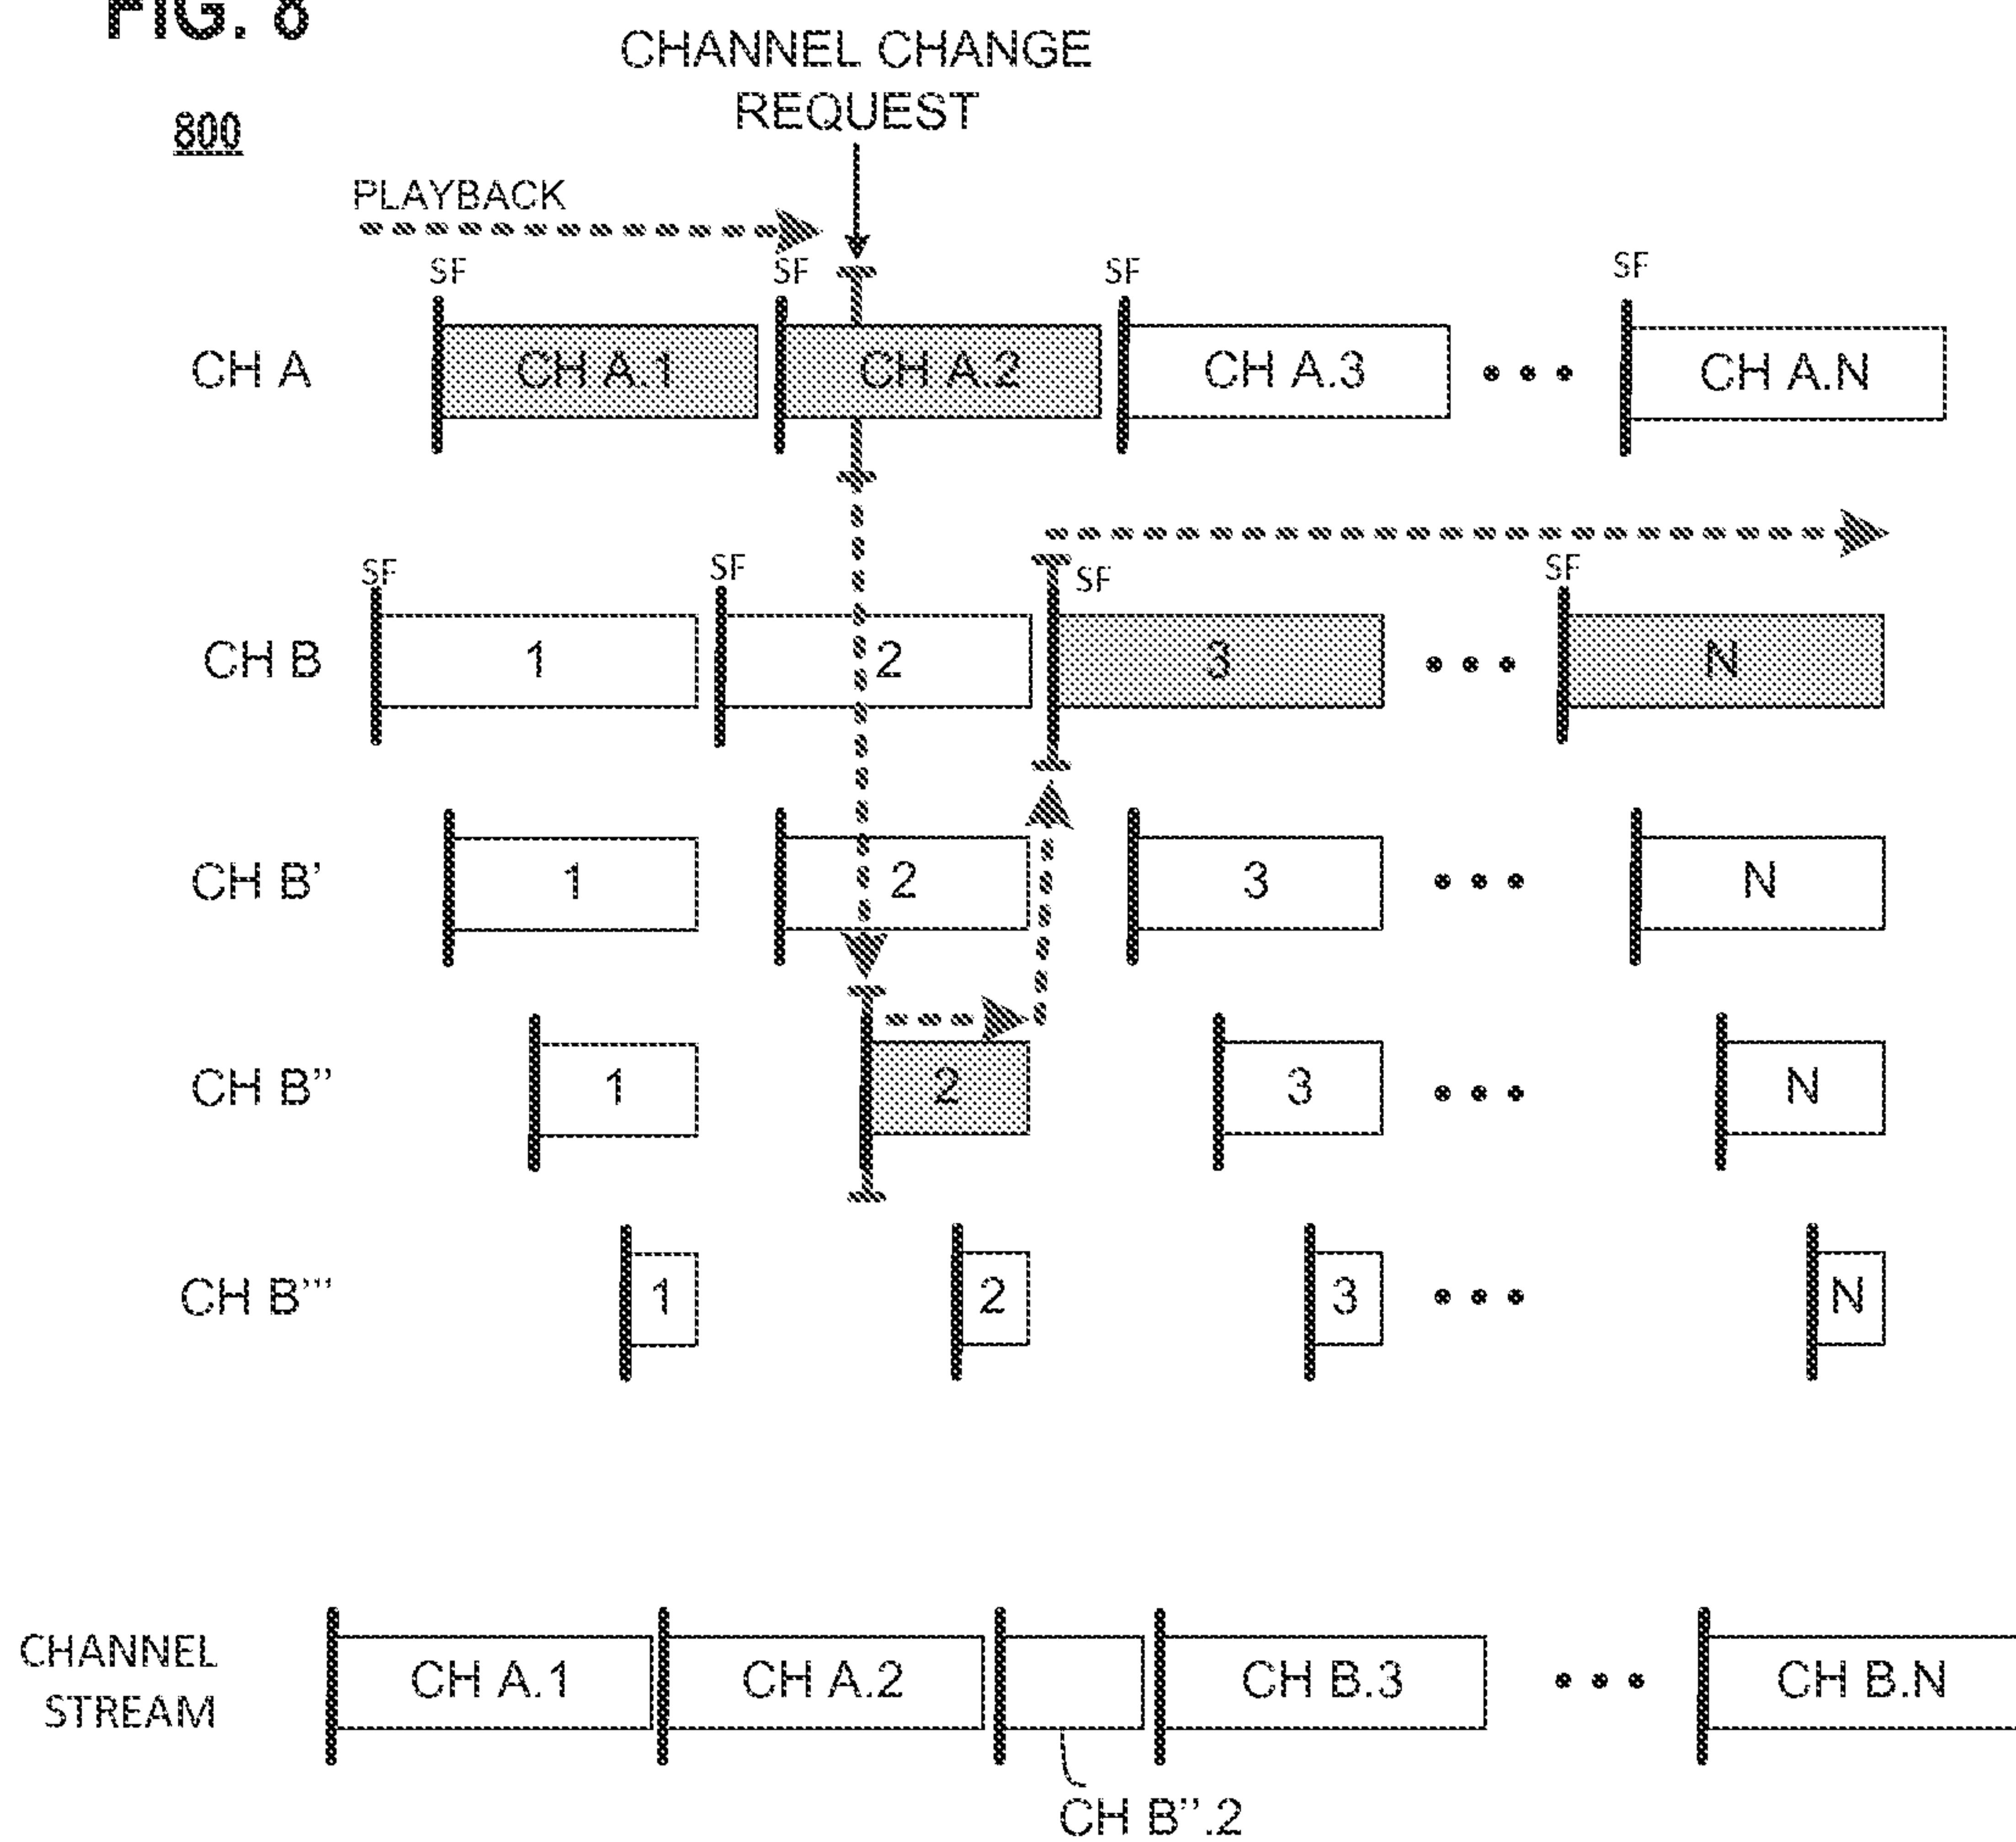 FIG. 8
800
CHANNEL CHANGE
REQUEST
PLAYBACK
SF SF SF SF
CH A CH A.1 CH A.2 CH A.3 • • • CH A.N
SF SF SF SF
CH B 1 2 3 • • • N
CH B' 1 2 3 • • • N
CH B'' 1 2 3 • • • N
CH B''' 1 2 3 • • • N
CHANNEL
STREAM
CH A.1 CH A.2 CH B.3 • • • CH B.N
CH B''.2